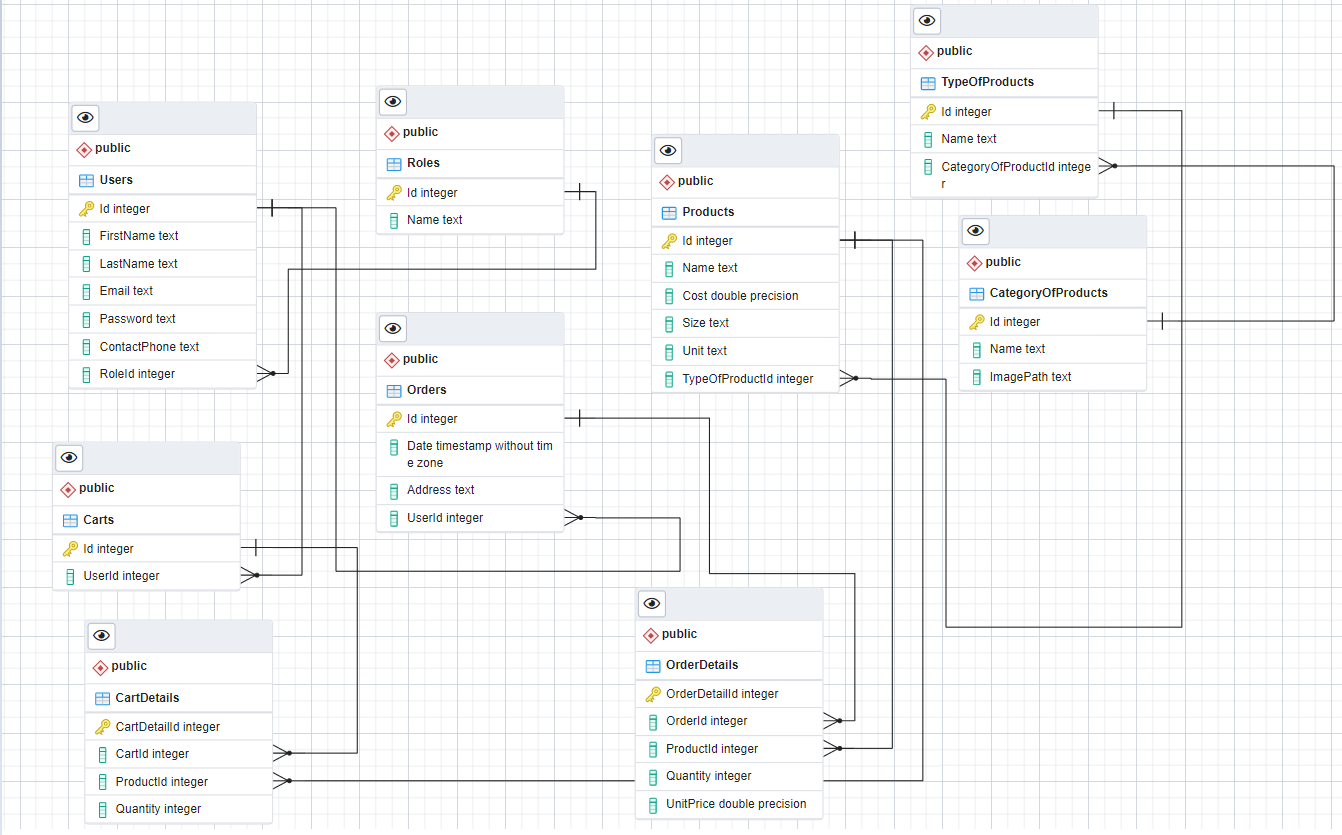 public
Users
Id integer
FirstName text
LastName text
Email text
Password text
ContactPhone text
RoleId integer
public
Roles
Id integer
Name text
public
Products
Id integer
Name text
Cost double precision
Size text
Unit text
TypeOfProductId integer
public
TypeOfProducts
Id integer
Name text
CategoryOfProductId intege
r
public
CategoryOfProducts
Id integer
Name text
ImagePath text
public
Orders
Id integer
Date timestamp without tim
e zone
Address text
UserId integer
public
Carts
Id integer
UserId integer
public
CartDetails
CartDetailId integer
CartId integer
ProductId integer
Quantity integer
public
OrderDetails
OrderDetailId integer
OrderId integer
ProductId integer
Quantity integer
UnitPrice double precision